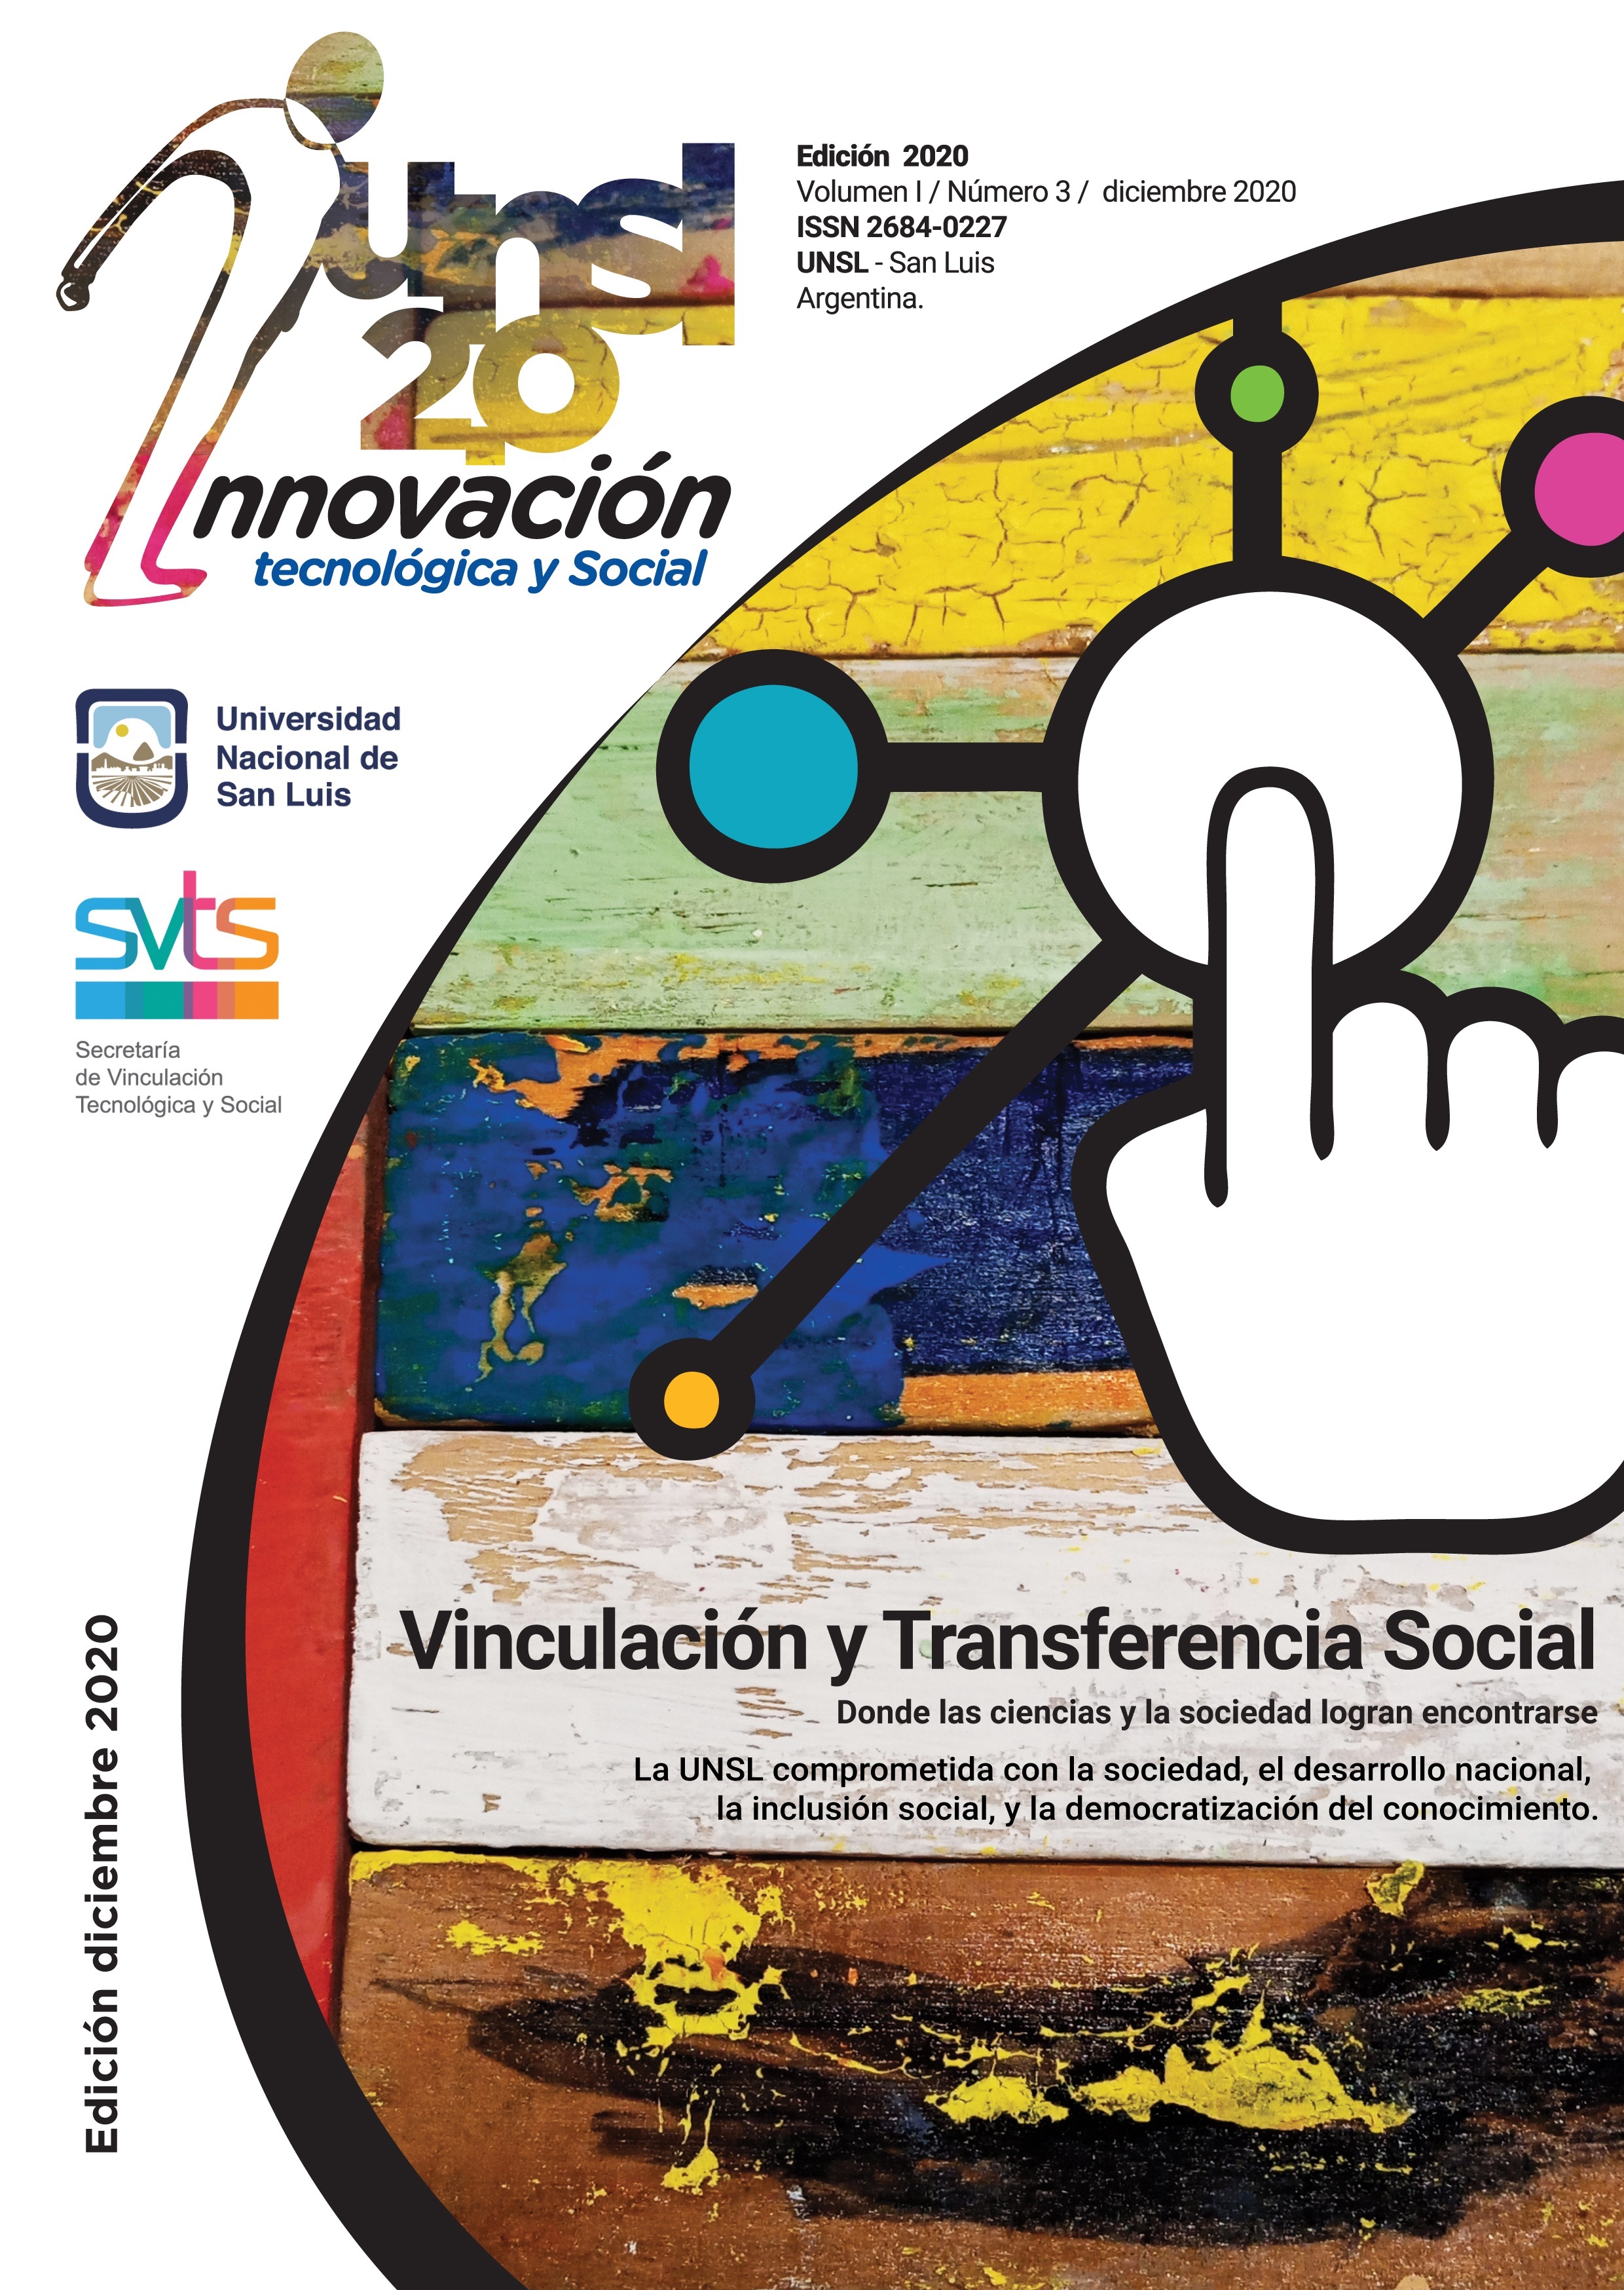 unsl
20
Innovación
tecnológica y Social
Edición 2020
Volumen I / Número 3 / diciembre 2020
ISSN 2684-0227
UNSL - San Luis
Argentina.
Universidad
Nacional de
San Luis
svts
Secretaría
de Vinculación
Tecnológica y Social
Edición diciembre 2020
Vinculación y Transferencia Social
Donde las ciencias y la sociedad logran encontrarse
La UNSL comprometida con la sociedad, el desarrollo nacional,
la inclusión social, y la democratización del conocimiento.